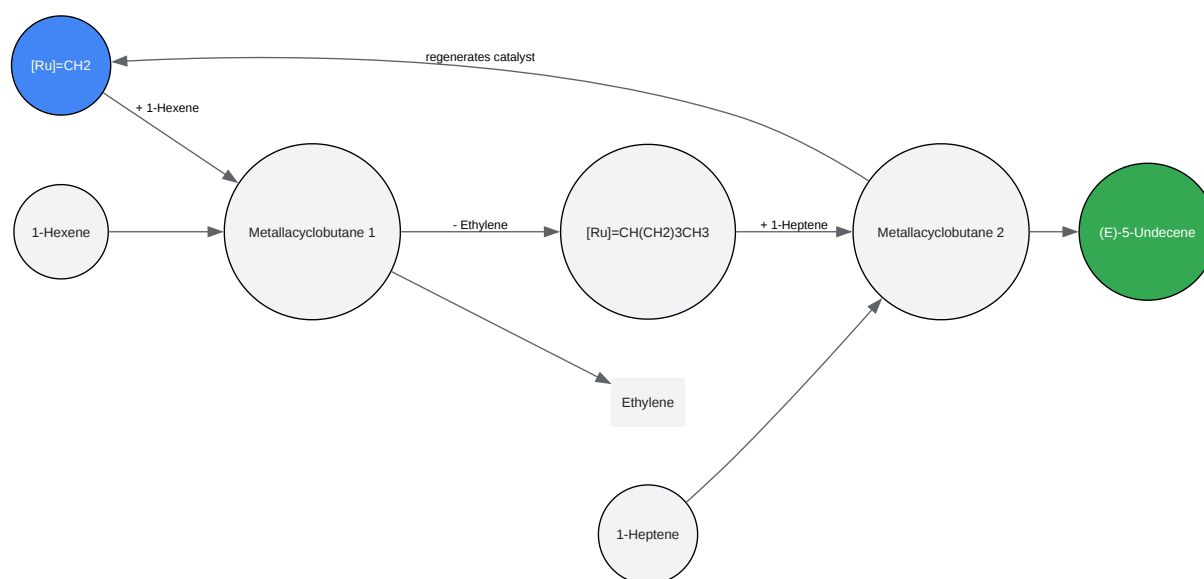 regenerates catalyst
[Ru]=CH2
+ 1-Hexene
1-Hexene
Metallacyclobutane 1
- Ethylene
[Ru]=CH(CH2)3CH3
+ 1-Heptene
Metallacyclobutane 2
(E)-5-Undecene
Ethylene
1-Heptene